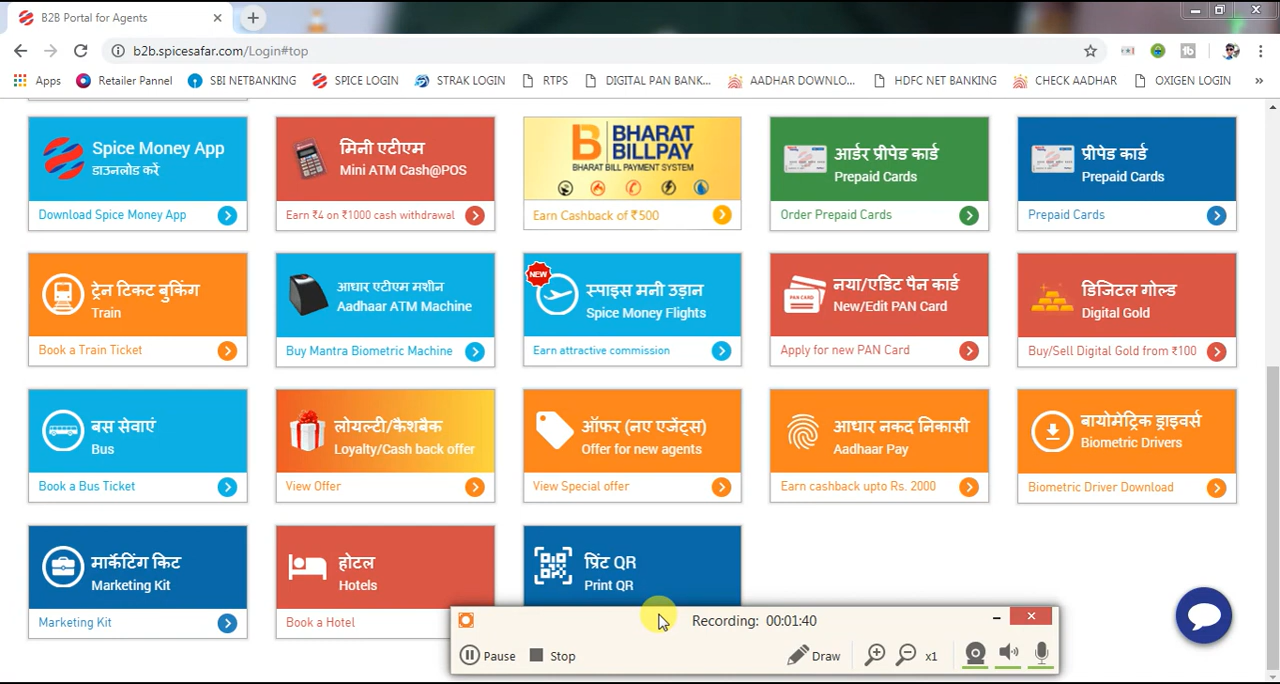 B2B Portal for Agents
b2b.spicesafar.com/Login#top
Apps Retailer Pannel SBI NETBANKING SPICE LOGIN STRAK LOGIN RTPS DIGITAL PAN BANK... AADHAR DOWNLO... HDFC NET BANKING CHECK AADHAR OXIGEN LOGIN »
Spice Money App
डाउनलोड करें
Download Spice Money App
मिनी एटीएम
Mini ATM Cash@POS
Earn ₹4 on ₹1000 cash withdrawal
BHARAT
BILLPAY
BHARAT BILL PAYMENT SYSTEM
Earn Cashback of ₹500
आर्डर प्रीपेड कार्ड
Prepaid Cards
Order Prepaid Cards
प्रीपेड कार्ड
Prepaid Cards
Prepaid Cards
ट्रेन टिकट बुकिंग
Train
Book a Train Ticket
आधार एटीएम मशीन
Aadhaar ATM Machine
Buy Mantra Biometric Machine
NEW
स्पाइस मनी उड़ान
Spice Money Flights
Earn attractive commission
PAN CARD
नया/एडिट पैन कार्ड
New/Edit PAN Card
Apply for new PAN Card
डिजिटल गोल्ड
Digital Gold
Buy/Sell Digital Gold from ₹100
बस सेवाएं
Bus
Book a Bus Ticket
लोयल्टी/कैशबैक
Loyalty/Cash back offer
View Offer
ऑफर (नए एजेंट्स)
Offer for new agents
View Special offer
आधार नकद निकासी
Aadhaar Pay
Earn cashback upto Rs. 2000
बायोमेट्रिक ड्राइवर्स
Biometric Drivers
Biometric Driver Download
मार्केटिंग किट
Marketing Kit
Marketing Kit
होटल
Hotels
Book a Hotel
प्रिंट QR
Print QR
Recording: 00:01:40
Pause Stop Draw x1